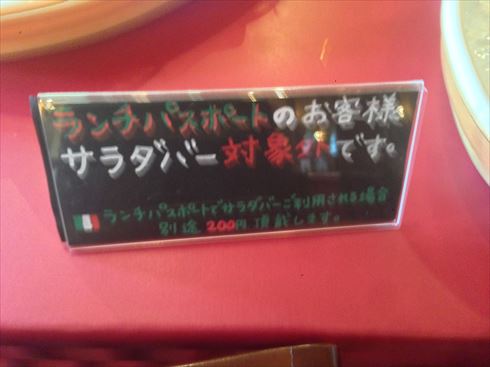 ランチパスポートのお客様
サラダバー対象外です。
ランチパスポートでサラダバーご利用される場合
別途200円頂戴します。